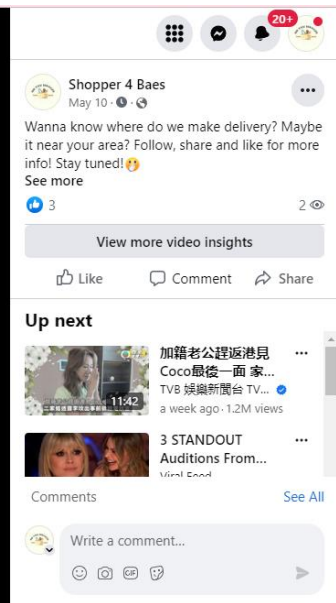 20+
Shopper 4 Baes
May 10 ·
Wanna know where do we make delivery? Maybe
it near your area? Follow, share and like for more
info! Stay tuned!
See more
3
2
View more video insights
Like
Comment
Share
Up next
加籍老公趕返港見
Coco最後一面 家...
TVB 娛樂新聞台 TV...
a week ago · 1.2M views
11:42
3 STANDOUT
Auditions From...
Viral Feed
Comments
See All
Write a comment...
GIF